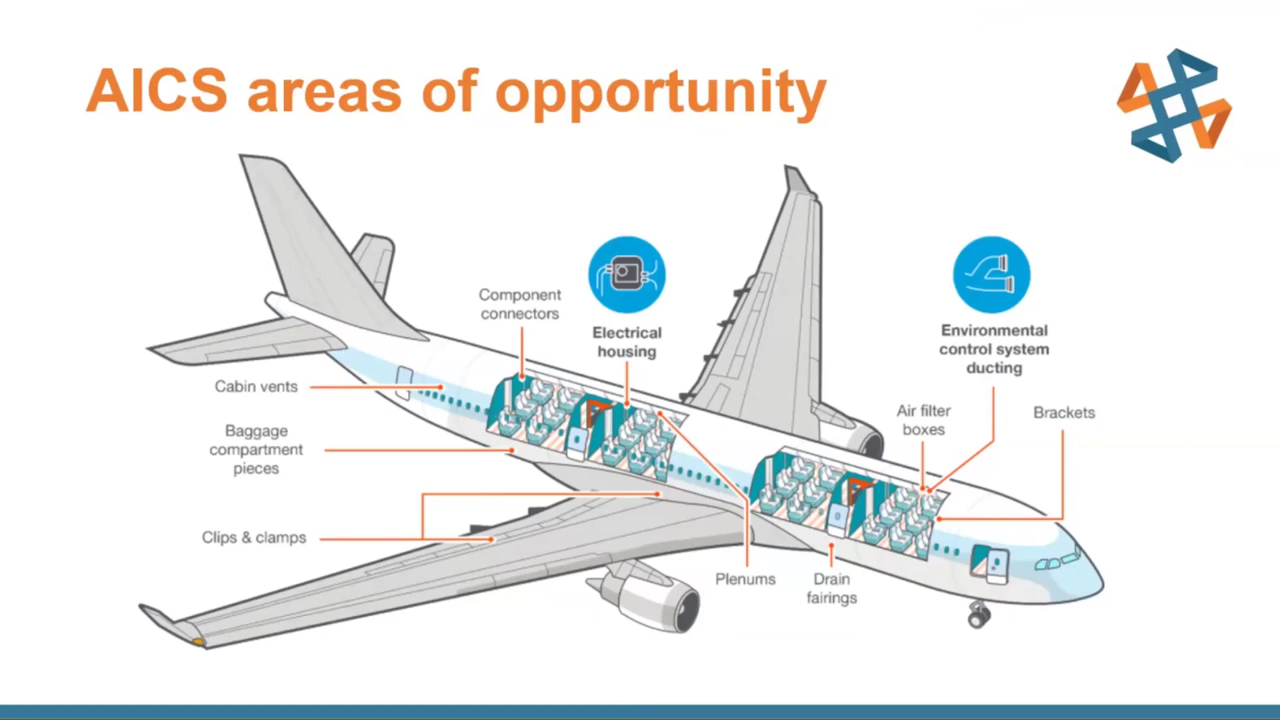 AICS areas of opportunity
Component
connectors
Electrical
housing
Environmental
control system
ducting
Cabin vents
Air filter
boxes
Brackets
Baggage
compartment
pieces
Clips & clamps
Plenums
Drain
fairings